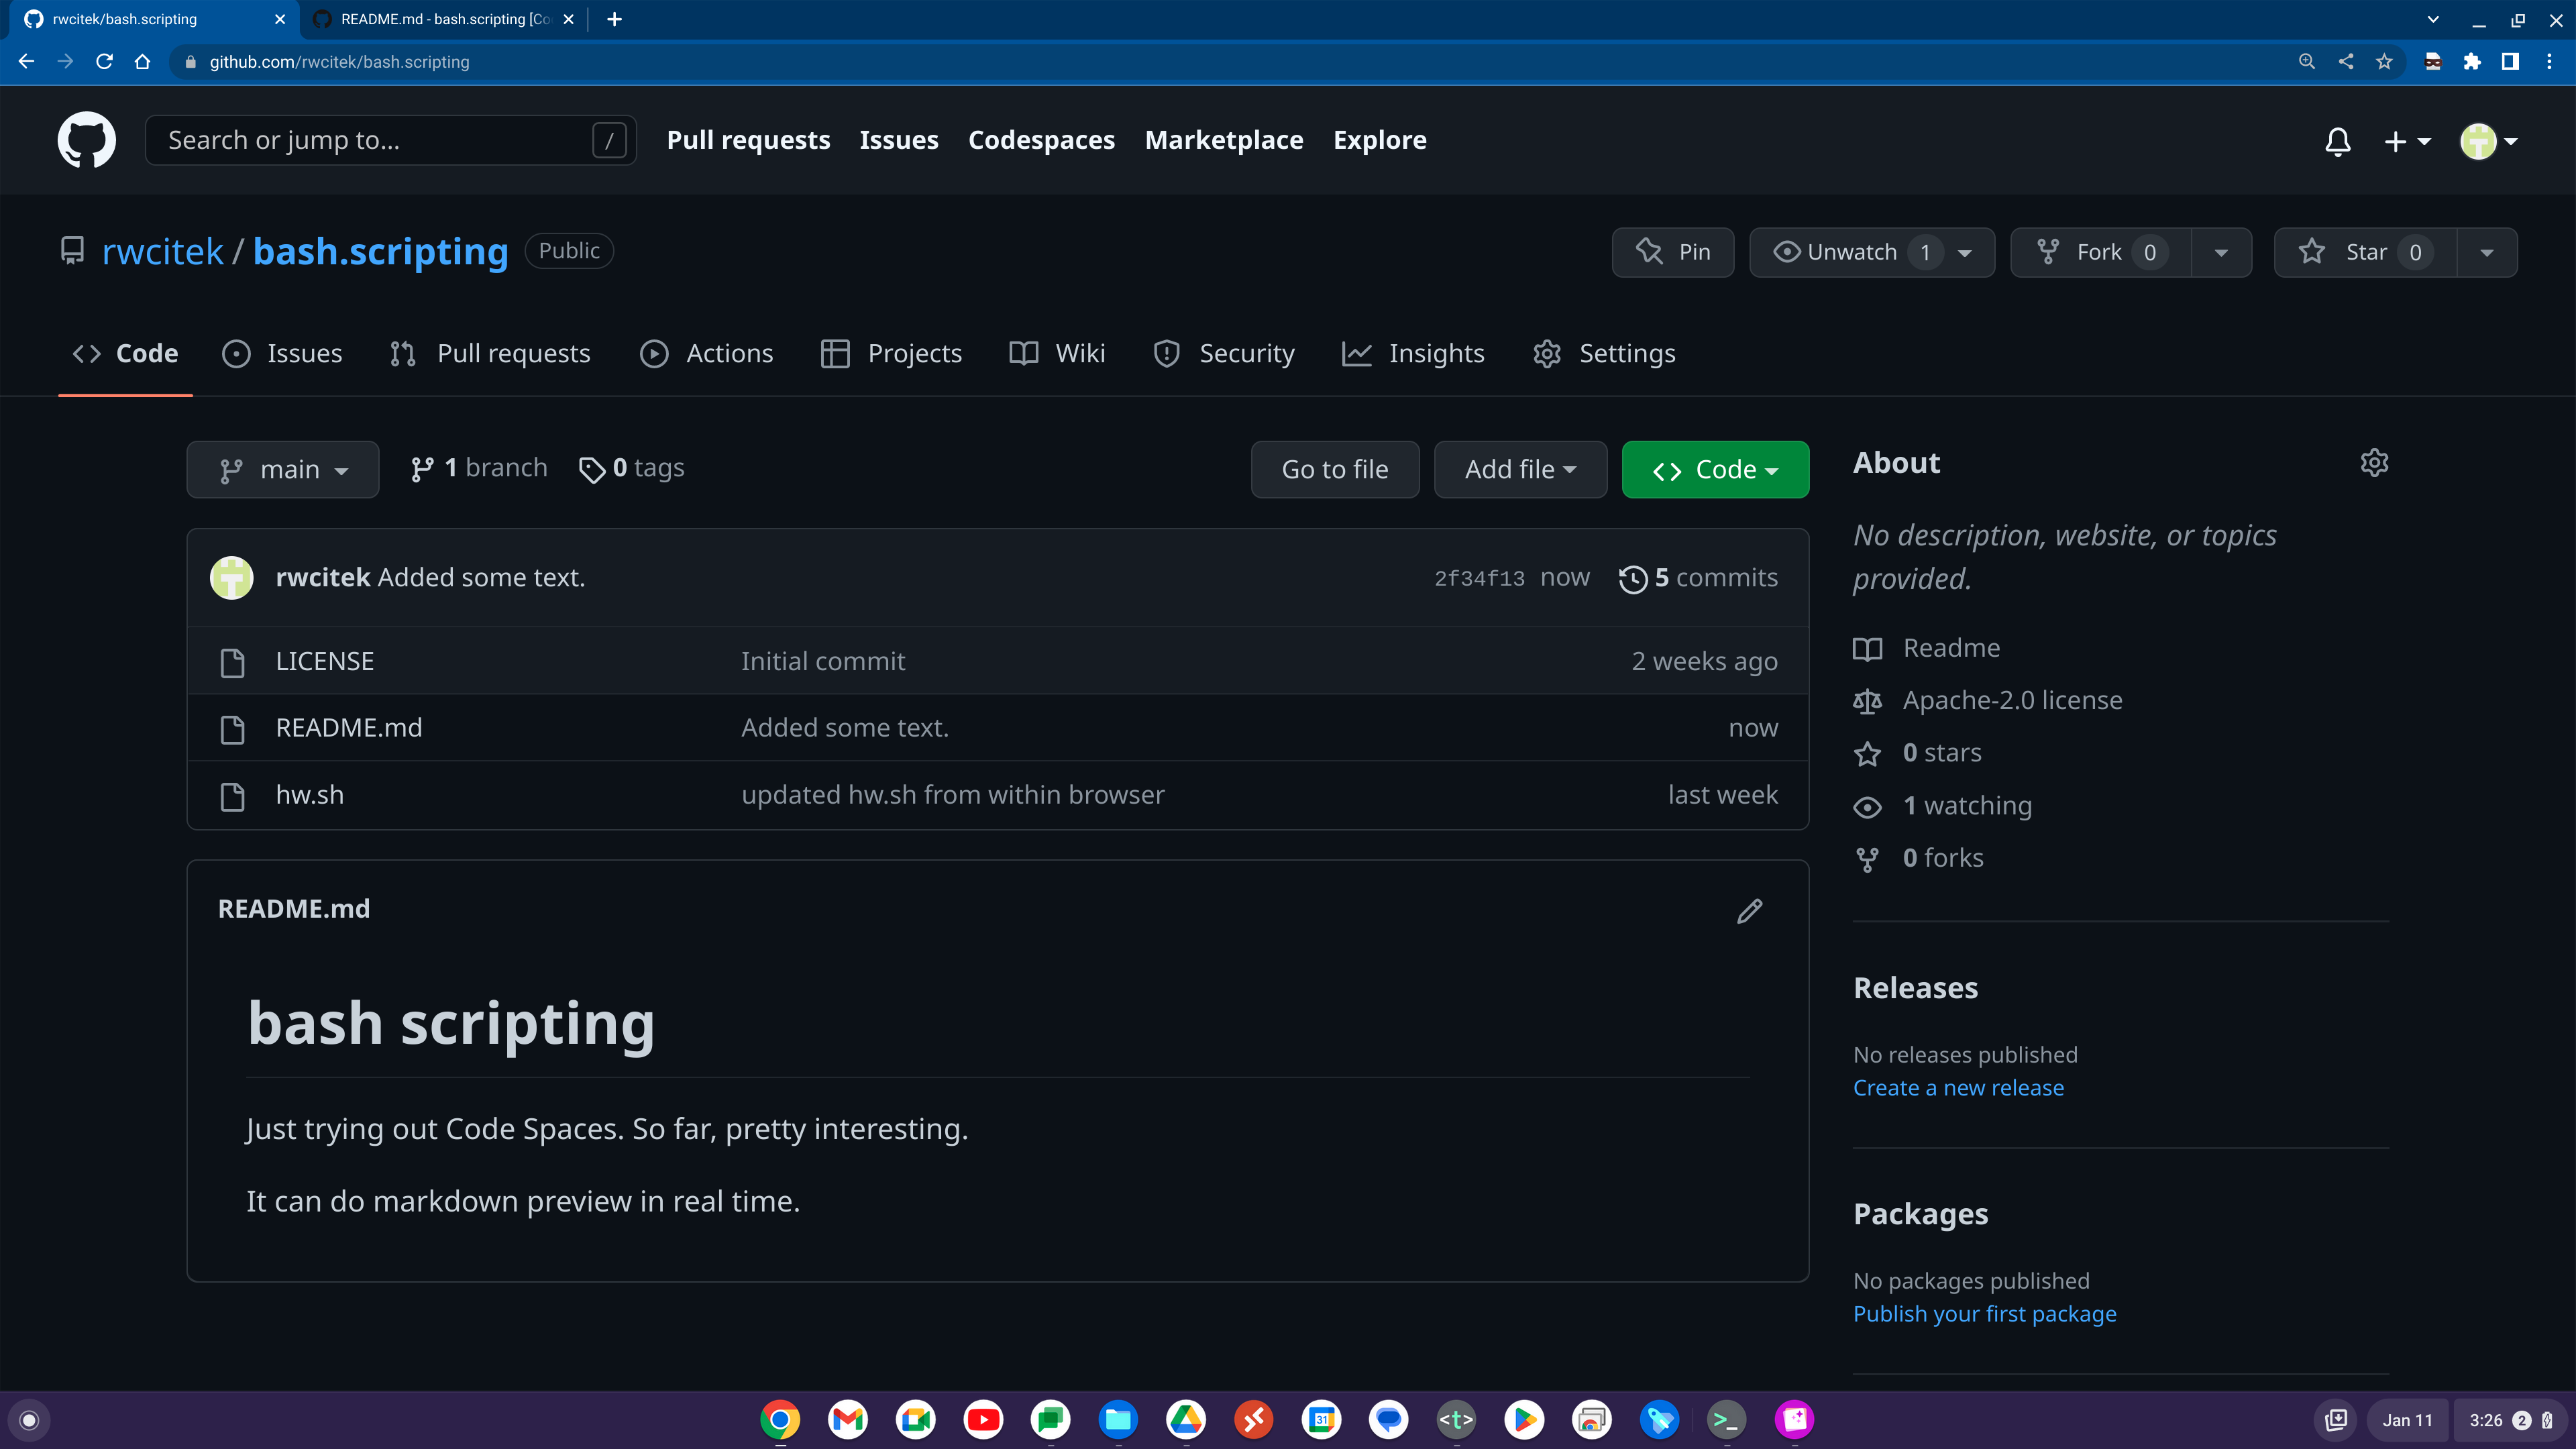 rwcitek/bash.scripting
README.md - bash.scripting [Co
github.com/rwcitek/bash.scripting
Search or jump to... /
Pull requests Issues Codespaces Marketplace Explore
rwcitek / bash.scripting Public
Pin Unwatch 1 Fork 0 Star 0
Code Issues Pull requests Actions Projects Wiki Security Insights Settings
main 1 branch 0 tags Go to file Add file Code
rwcitek Added some text. 2f34f13 now 5 commits
LICENSE Initial commit 2 weeks ago
README.md Added some text. now
hw.sh updated hw.sh from within browser last week
README.md
bash scripting
Just trying out Code Spaces. So far, pretty interesting.
It can do markdown preview in real time.
About
No description, website, or topics
provided.
Readme
Apache-2.0 license
0 stars
1 watching
0 forks
Releases
No releases published
Create a new release
Packages
No packages published
Publish your first package
31
<t>
>_
Jan 11 3:26 2